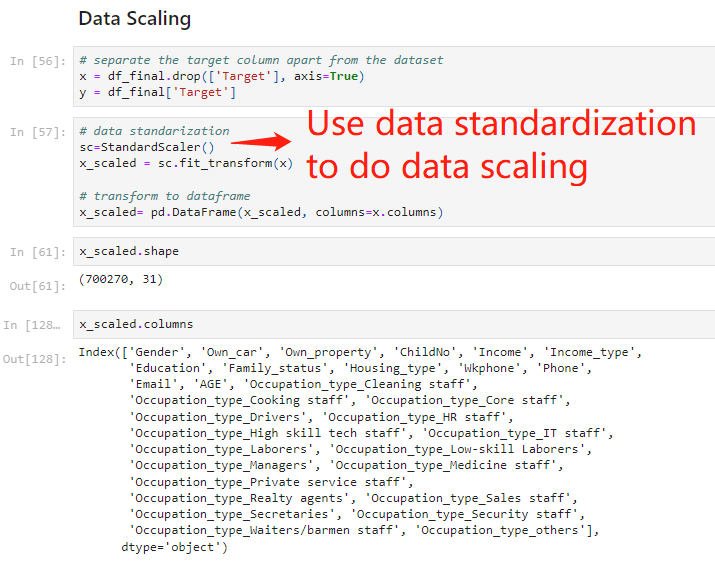 Data Scaling
In [56]:
# separate the target column apart from the dataset
x = df_final.drop(['Target'], axis=True)
y = df_final['Target']
In [57]:
# data standarization
sc=StandardScaler()
x_scaled = sc.fit_transform(x)
Use data standardization
to do data scaling
# transform to dataframe
x_scaled= pd.DataFrame(x_scaled, columns=x.columns)
In [61]:
x_scaled.shape
Out[61]:
(700270, 31)
In [128…
x_scaled.columns
Out[128]:
Index(['Gender', 'Own_car', 'Own_property', 'ChildNo', 'Income', 'Income_type',
'Education', 'Family_status', 'Housing_type', 'Wkphone', 'Phone',
'Email', 'AGE', 'Occupation_type_Cleaning staff',
'Occupation_type_Cooking staff', 'Occupation_type_Core staff',
'Occupation_type_Drivers', 'Occupation_type_HR staff',
'Occupation_type_High skill tech staff', 'Occupation_type_IT staff',
'Occupation_type_Laborers', 'Occupation_type_Low-skill Laborers',
'Occupation_type_Managers', 'Occupation_type_Medicine staff',
'Occupation_type_Private service staff',
'Occupation_type_Realty agents', 'Occupation_type_Sales staff',
'Occupation_type_Secretaries', 'Occupation_type_Security staff',
'Occupation_type_Waiters/barmen staff', 'Occupation_type_others'],
dtype='object')